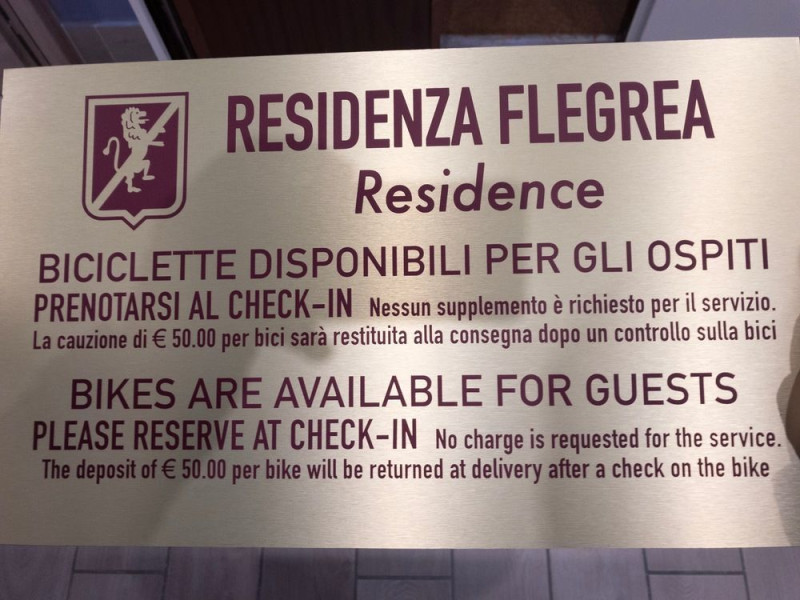 RESIDENZA FLEGREA
Residence
BICICLETTE DISPONIBILI PER GLI OSPITI
PRENOTARSI AL CHECK-IN Nessun supplemento è richiesto per il servizio.
La cauzione di € 50.00 per bici sarà restituita alla consegna dopo un controllo sulla bici
BIKES ARE AVAILABLE FOR GUESTS
PLEASE RESERVE AT CHECK-IN No charge is requested for the service.
The deposit of € 50.00 per bike will be returned at delivery after a check on the bike